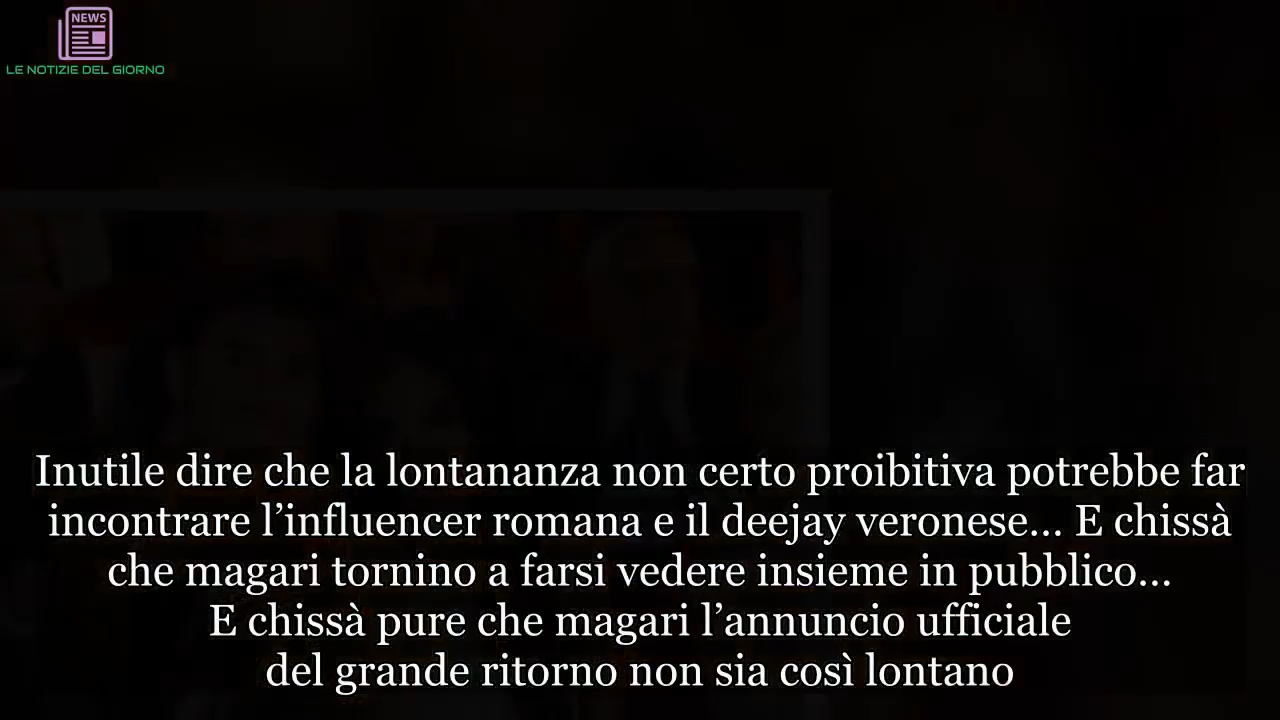 NEWS
LE NOTIZIE DEL GIORNO
Inutile dire che la lontananza non certo proibitiva potrebbe far
incontrare l’influencer romana e il deejay veronese... E chissà
che magari tornino a farsi vedere insieme in pubblico...
E chissà pure che magari l’annuncio ufficiale
del grande ritorno non sia così lontano